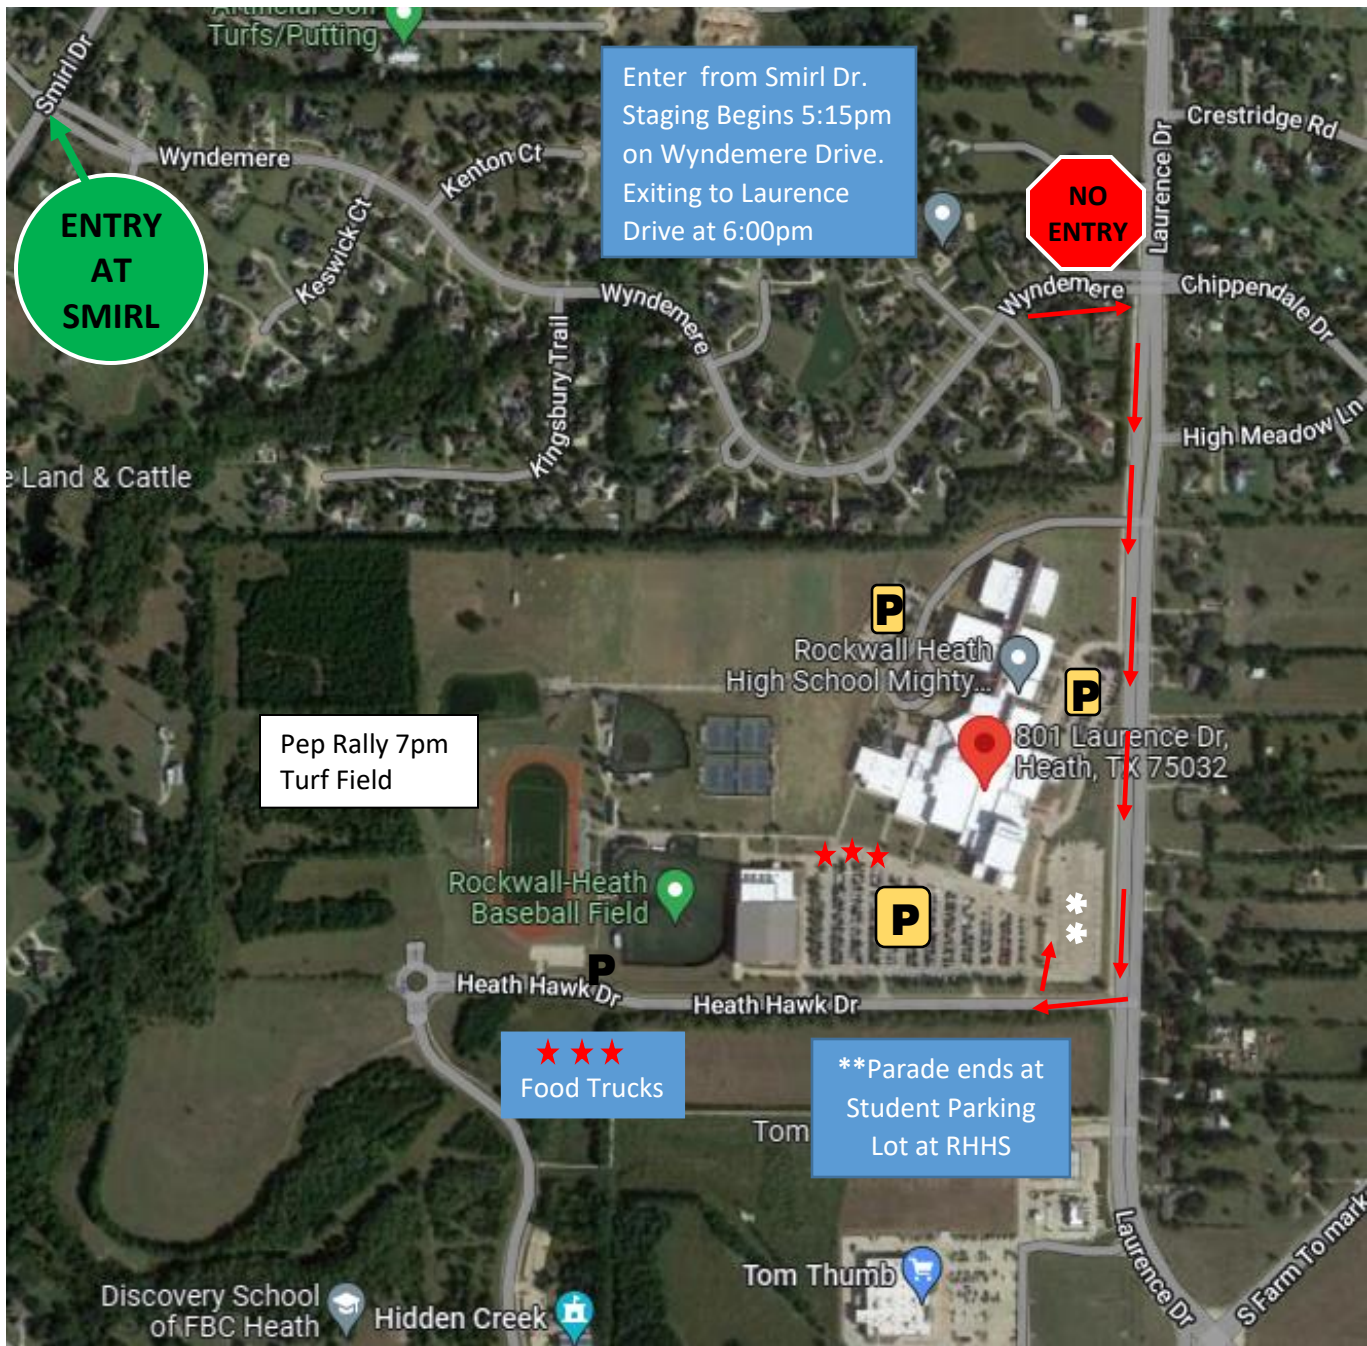 Artificial Golf
Turfs/Putting
Smirl Dr
Enter from Smirl Dr.
Staging Begins 5:15pm
on Wyndemere Drive.
Exiting to Laurence
Drive at 6:00pm
Crestridge Rd
Laurence Dr
Wyndemere
Kenton Ct
Keswick Ct
NO
ENTRY
ENTRY
AT
SMIRL
Wyndemere
Wyndemere
Chippendale Dr
Kingsbury Trail
High Meadow Ln
e Land & Cattle
P
Rockwall Heath
High School Mighty...
P
801 Laurence Dr,
Heath, TX 75032
Pep Rally 7pm
Turf Field
Rockwall-Heath
Baseball Field
P
**
P
Heath Hawk Dr
Heath Hawk Dr
Food Trucks
**Parade ends at
Student Parking
Lot at RHHS
Tom
Laurence Dr
S Farm To mark
Tom Thumb
Discovery School
of FBC Heath
Hidden Creek